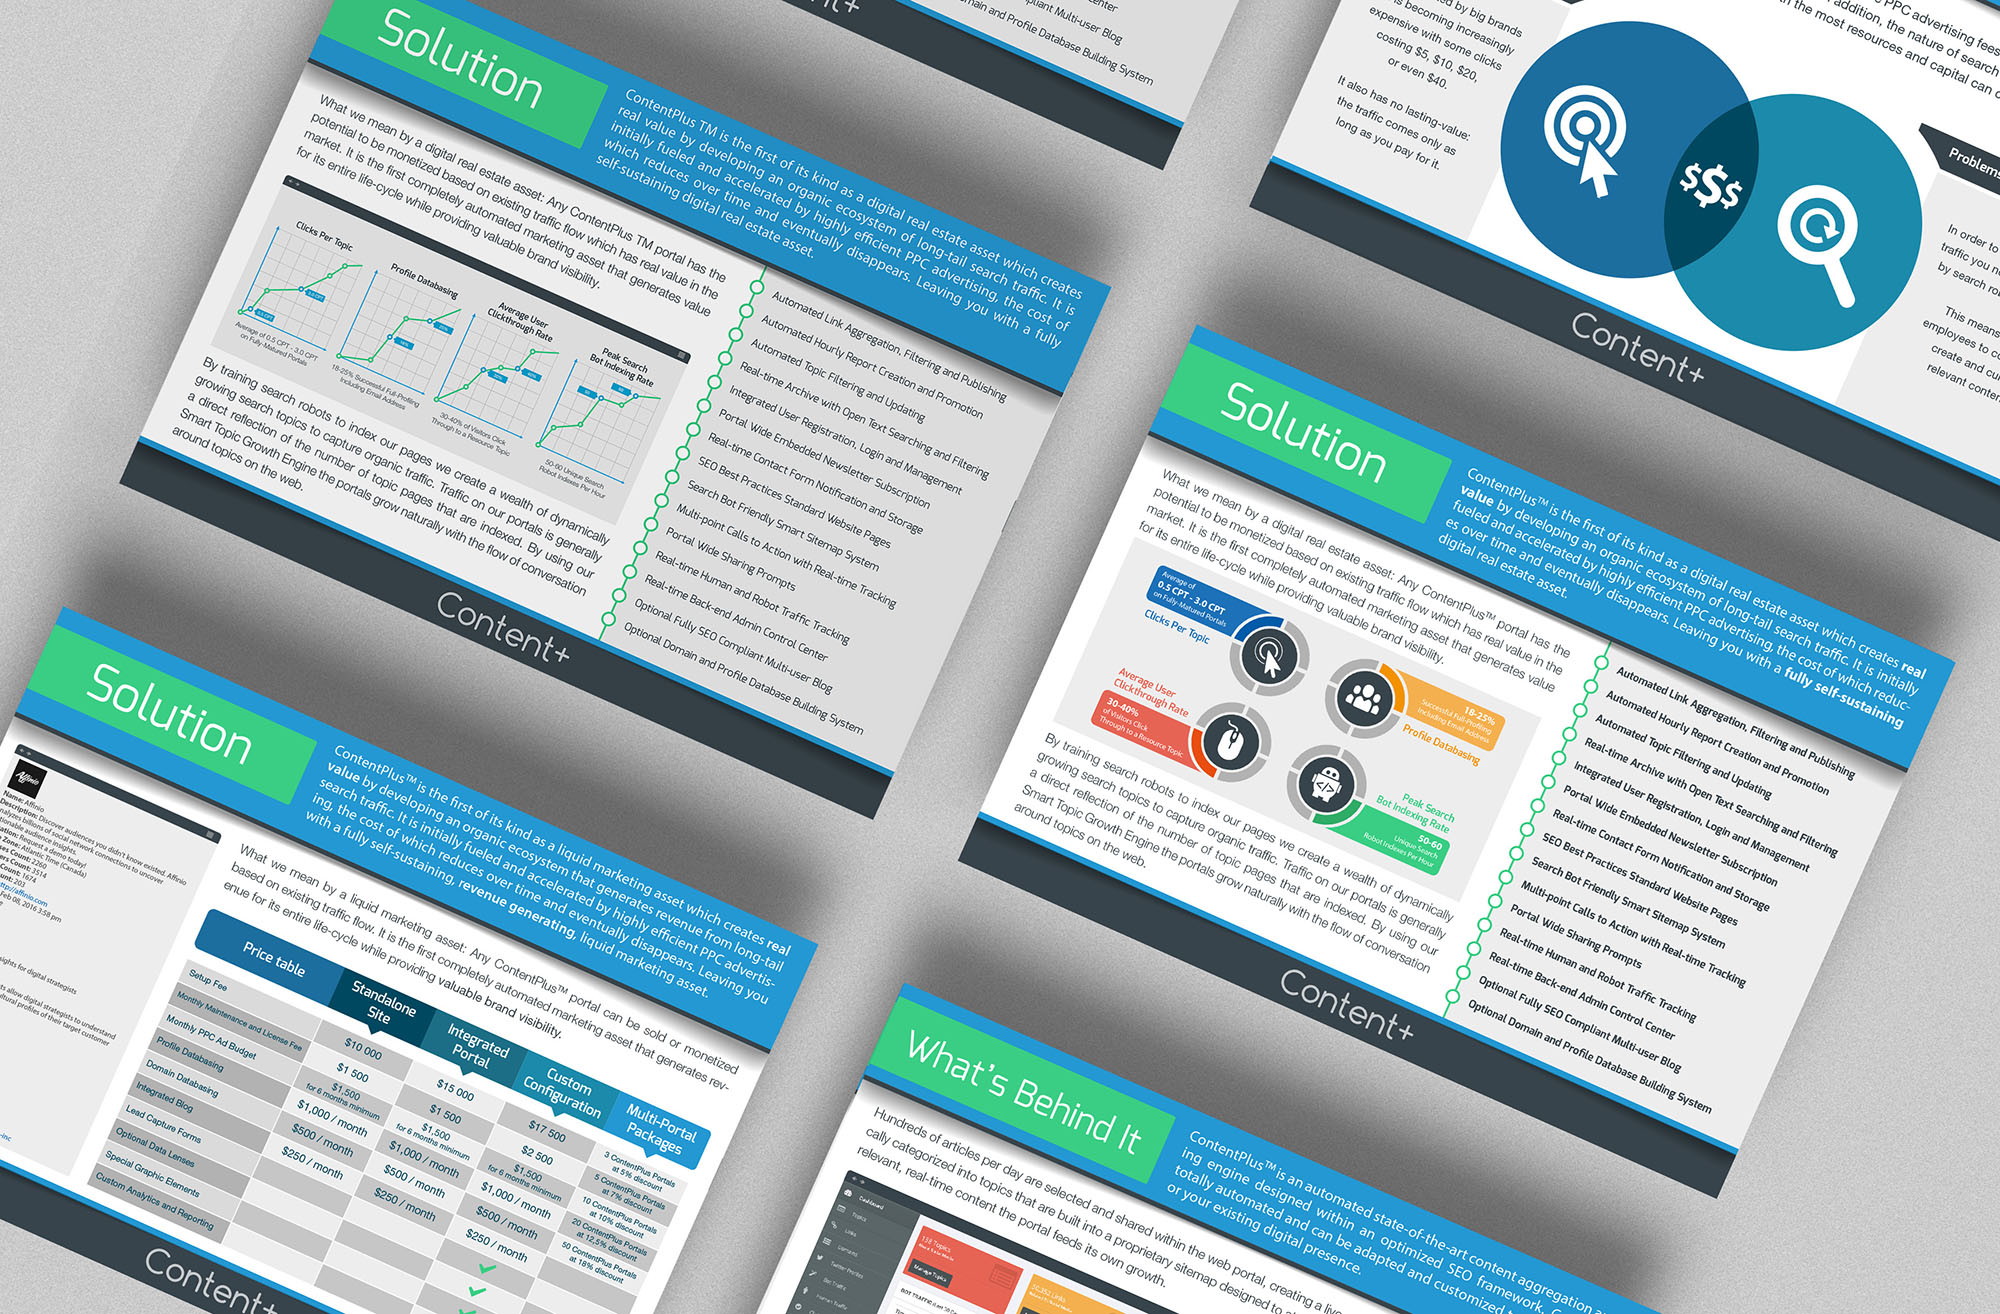 pliant Multi-user Blog
main and Profile Database Building System
Solution
ContentPlus TM is the first of its kind as a digital real estate asset which creates
real value by developing an organic ecosystem of long-tail search traffic. It is
initially fueled and accelerated by highly efficient PPC advertising, the cost of
which reduces over time and eventually disappears. Leaving you with a fully
self-sustaining digital real estate asset.
What we mean by a digital real estate asset: Any ContentPlus TM portal has the
potential to be monetized based on existing traffic flow which has real value in the
market. It is the first completely automated marketing asset that generates value
for its entire life-cycle while providing valuable brand visibility.
Clicks Per Topic
Average of 0.5 CPT - 3.0 CPT
on Fully-Matured Portals
Profile Databasing
18-25% Successful Full-Profiling
Including Email Address
Average User
Clickthrough Rate
30-40% of Visitors Click
Through to a Resource Topic
Peak Search
Bot Indexing Rate
50-60 Unique Search
Robot Indexes Per Hour
By training search robots to index our pages we create a wealth of dynamically
growing search topics to capture organic traffic. Traffic on our portals is generally
a direct reflection of the number of topic pages that are indexed. By using our
Smart Topic Growth Engine the portals grow naturally with the flow of conversation
around topics on the web.
Automated Link Aggregation, Filtering and Publishing
Automated Hourly Report Creation and Promotion
Automated Topic Filtering and Updating
Real-time Archive with Open Text Searching and Filtering
Integrated User Registration, Login and Management
Portal Wide Embedded Newsletter Subscription
Real-time Contact Form Notification and Storage
SEO Best Practices Standard Website Pages
Search Bot Friendly Smart Sitemap System
Multi-point Calls to Action with Real-time Tracking
Portal Wide Sharing Prompts
Real-time Human and Robot Traffic Tracking
Real-time Back-end Admin Control Center
Optional Fully SEO Compliant Multi-user Blog
Optional Domain and Profile Database Building System
Content+
ed by big brands
is becoming increasingly
expensive with some clicks
costing $5, $10, $20,
or even $40.
It also has no lasting-value:
the traffic comes only as
long as you pay for it.
PPC advertising fees
addition, the nature of search
the most resources and capital can
$$$
Problems
In order to
traffic you
by search
This means
employees to
create and
relevant
Content+
Solution
ContentPlus™ is the first of its kind as a digital real estate asset which creates real
value by developing an organic ecosystem of long-tail search traffic. It is initially
fueled and accelerated by highly efficient PPC advertising, the cost of which reduc-
es over time and eventually disappears. Leaving you with a fully self-sustaining
digital real estate asset.
What we mean by a digital real estate asset: Any ContentPlus™ portal has the
potential to be monetized based on existing traffic flow which has real value in the
market. It is the first completely automated marketing asset that generates value
for its entire life-cycle while providing valuable brand visibility.
Average of
0.5 CPT - 3.0 CPT
on Fully-Matured Portals
Clicks Per Topic
18-25%
Successful Full-Profiling
Including Email Address
Profile Databasing
Average User
Clickthrough Rate
30-40%
of Visitors Click
Through to a Resource Topic
Peak Search
Bot Indexing Rate
50-60
Unique Search
Robot Indexes Per Hour
By training search robots to index our pages we create a wealth of dynamically
growing search topics to capture organic traffic. Traffic on our portals is generally
a direct reflection of the number of topic pages that are indexed. By using our
Smart Topic Growth Engine the portals grow naturally with the flow of conversation
around topics on the web.
Automated Link Aggregation, Filtering and Publishing
Automated Hourly Report Creation and Promotion
Automated Topic Filtering and Updating
Real-time Archive with Open Text Searching and Filtering
Integrated User Registration, Login and Management
Portal Wide Embedded Newsletter Subscription
Real-time Contact Form Notification and Storage
SEO Best Practices Standard Website Pages
Search Bot Friendly Smart Sitemap System
Multi-point Calls to Action with Real-time Tracking
Portal Wide Sharing Prompts
Real-time Human and Robot Traffic Tracking
Real-time Back-end Admin Control Center
Optional Fully SEO Compliant Multi-user Blog
Optional Domain and Profile Database Building System
Content+
Solution
ContentPlus™ is the first of its kind as a liquid marketing asset which creates real
value by developing an organic ecosystem that generates revenue from long-tail
search traffic. It is initially fueled and accelerated by highly efficient PPC advertis-
ing, the cost of which reduces over time and eventually disappears. Leaving you
with a fully self-sustaining, revenue generating, liquid marketing asset.
Affinio
Name: Affinio
Description: Discover audiences you didn't know existed. Affinio
analyzes billions of social network connections to uncover
actionable audience insights.
Request a demo today!
Zone: Atlantic Time (Canada)
Count: 2260
Count: 3514
Count: 1674
Count: 203
http://affinio.com
Feb 08, 2016 3:58 pm
sights for digital strategists
ts allow digital strategists to understand
ultural profiles of their target customer
What we mean by a liquid marketing asset: Any ContentPlus™ portal can be sold or monetized
based on existing traffic flow. It is the first completely automated marketing asset that generates rev-
enue for its entire life-cycle while providing valuable brand visibility.
Price table
Standalone
Site
Integrated
Portal
Custom
Configuration
Multi-Portal
Packages
Setup Fee
$10 000
$15 000
$17 500
3 ContentPlus Portals
at 5% discount
Monthly Maintenance and License Fee
$1 500
$1 500
$2 500
5 ContentPlus Portals
at 7% discount
Monthly PPC Ad Budget
$1,500
for 6 months minimum
$1,500
for 6 months minimum
$1,500
for 6 months minimum
10 ContentPlus Portals
at 10% discount
Profile Databasing
$1,000 / month
$1,000 / month
$1,000 / month
20 ContentPlus Portals
at 12,5% discount
Domain Databasing
$500 / month
$500 / month
$500 / month
50 ContentPlus Portals
at 18% discount
Integrated Blog
$250 / month
$250 / month
$250 / month
Lead Capture Forms
Optional Data Lenses
Special Graphic Elements
Custom Analytics and Reporting
Content+
What's Behind It
ContentPlus™ is an automated state-of-the-art content aggregation
ing engine designed within an optimized SEO framework.
totally automated and can be adapted and customized
or your existing digital presence.
Hundreds of articles per day are selected and shared within the web portal, creating a live
cally categorized into topics that are built into a proprietary sitemap designed to
relevant, real-time content the portal feeds its own growth.
Dashboard
Topics
Links
Domains
Twitter Profiles
Bot Traffic
Human Traffic
158 Topics
Manage Topics
50,352 Links
BOT TRAFFIC